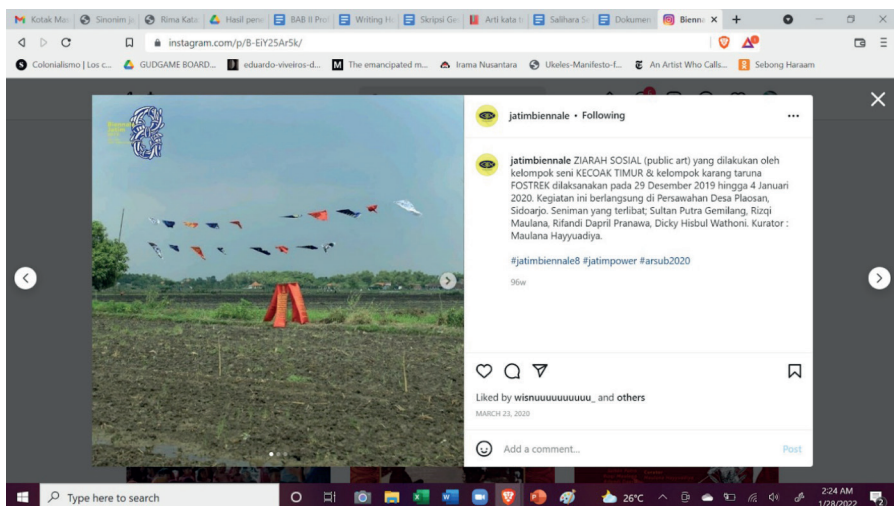 Kotak Mas
Sinonim ja
Rima Kata
Hasil pene
BAB II Prof
Writing Ha
Skripsi Ge
Arti kata t
Salihara Se
Dokumen
Bienna
instagram.com/p/B-EiY25Ar5k/
Colonialismo | Los c...
GUDGAME BOARD...
eduardo-viveiros-d...
The emancipated m...
Irama Nusantara
Ukeles-Manifesto-f...
An Artist Who Calls...
Sebong Haraam
jatimbiennale • Following
jatimbiennale ZIARAH SOSIAL (public art) yang dilakukan oleh
kelompok seni KECOAK TIMUR & kelompok karang taruna
FOSTREK dilaksanakan pada 29 Desember 2019 hingga 4 Januari
2020. Kegiatan ini berlangsung di Persawahan Desa Plaosan,
Sidoarjo. Seniman yang terlibat; Sultan Putra Gemilang, Rizqi
Maulana, Rifandi Dapril Pranawa, Dicky Hisbul Wathoni. Kurator :
Maulana Hayyuadiya.
#jatimbiennale8 #jatimpower #arsub2020
96w
Liked by wisnuuuuuuuuuu_ and others
MARCH 23, 2020
Add a comment...
Post
Type here to search
26°C
2:24 AM
1/28/2022